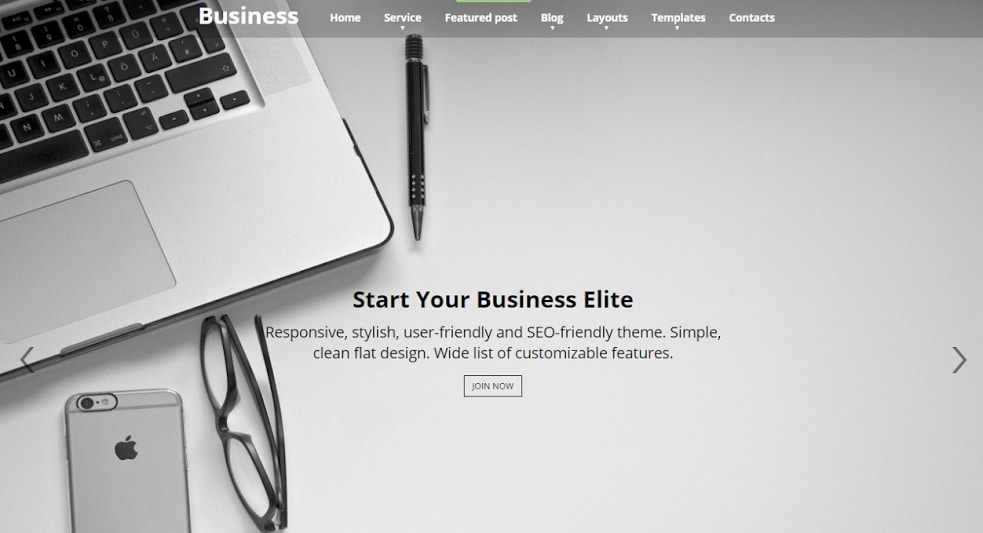 Business
Home Service Featured post Blog Layouts Templates Contacts
Start Your Business Elite
Responsive, stylish, user-friendly and SEO-friendly theme. Simple,
clean flat design. Wide list of customizable features.
JOIN NOW